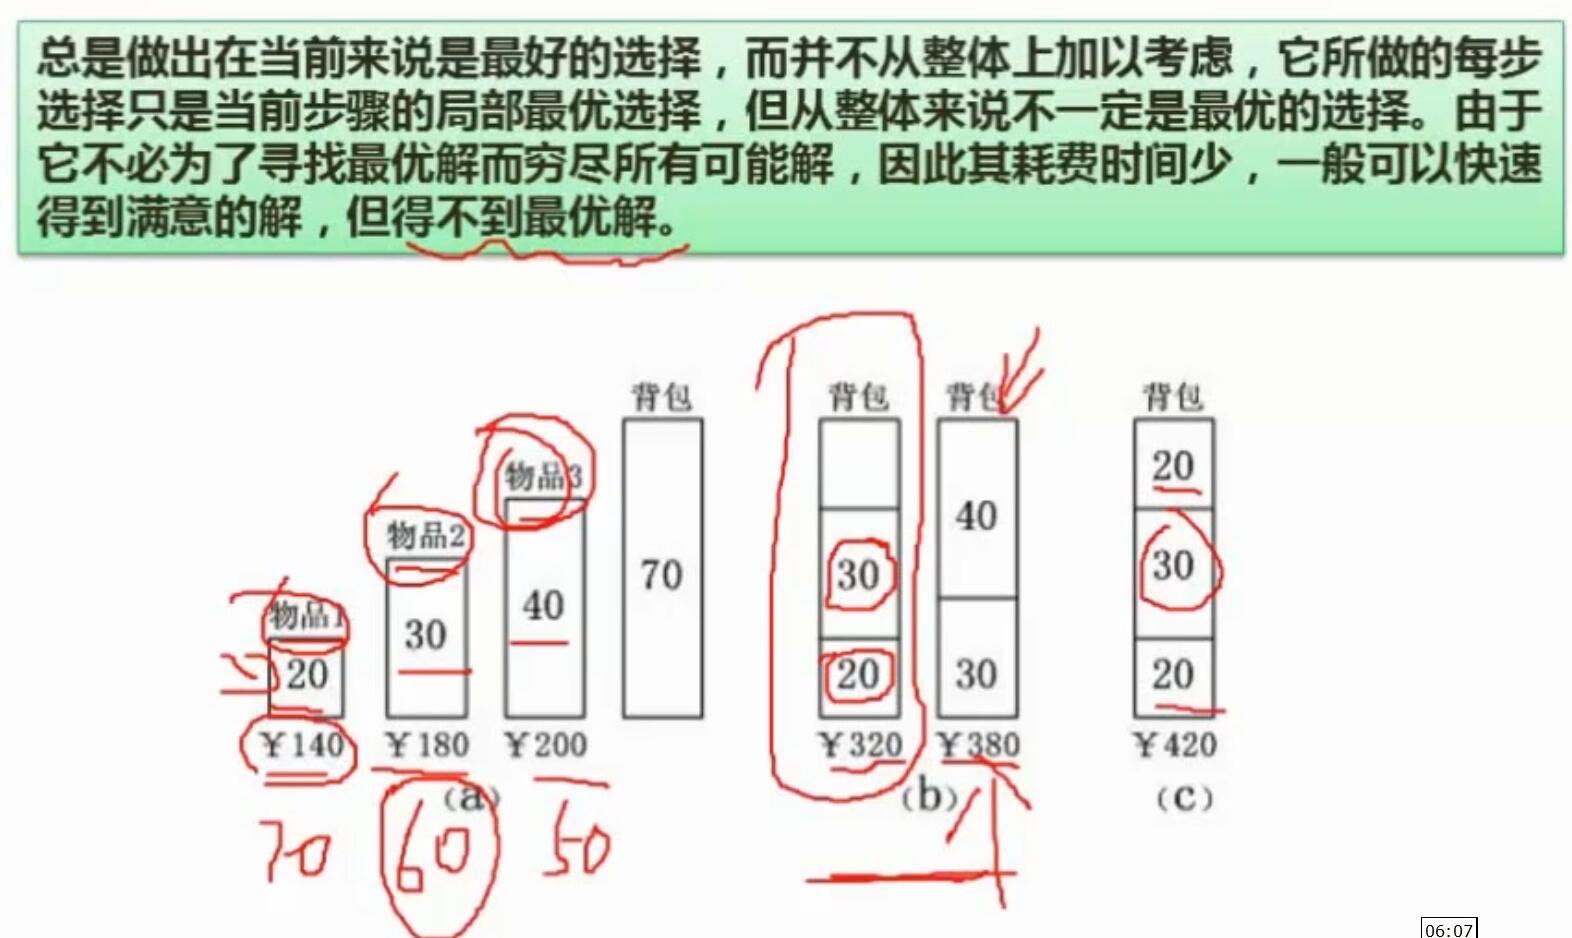 总是做出在当前来说是最好的选择，而并不从整体上加以考虑，它所做的每步
选择只是当前步骤的局部最优选择，但从整体来说不一定是最优的选择。由于
它不必为了寻找最优解而穷尽所有可能解，因此其耗费时间少，一般可以快速
得到满意的解，但得不到最优解。
背包 背包 背包 背包
物品3
20
物品2
40
物品1
30 70 30 30
40
30
20 20 30 20
￥140 ￥180 ￥200 ￥320 ￥380 ￥420
(a) (b) (c)
70 60 50
06:07